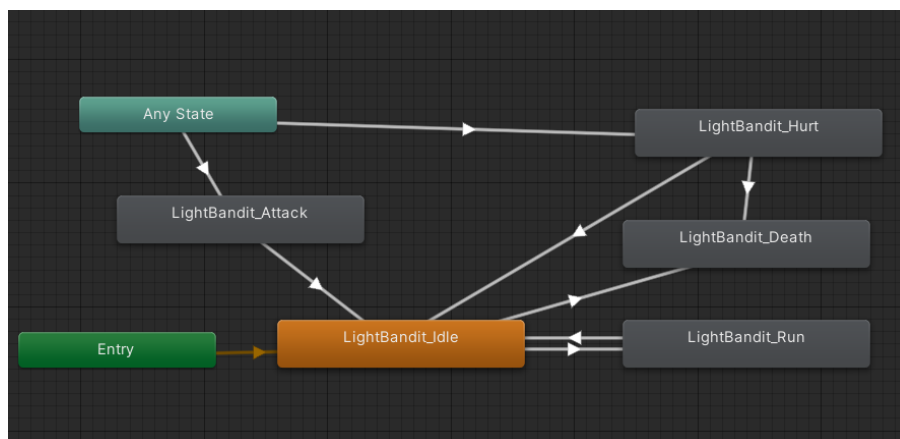 Any State
LightBandit_Hurt
LightBandit_Attack
LightBandit_Death
LightBandit_Idle
LightBandit_Run
Entry